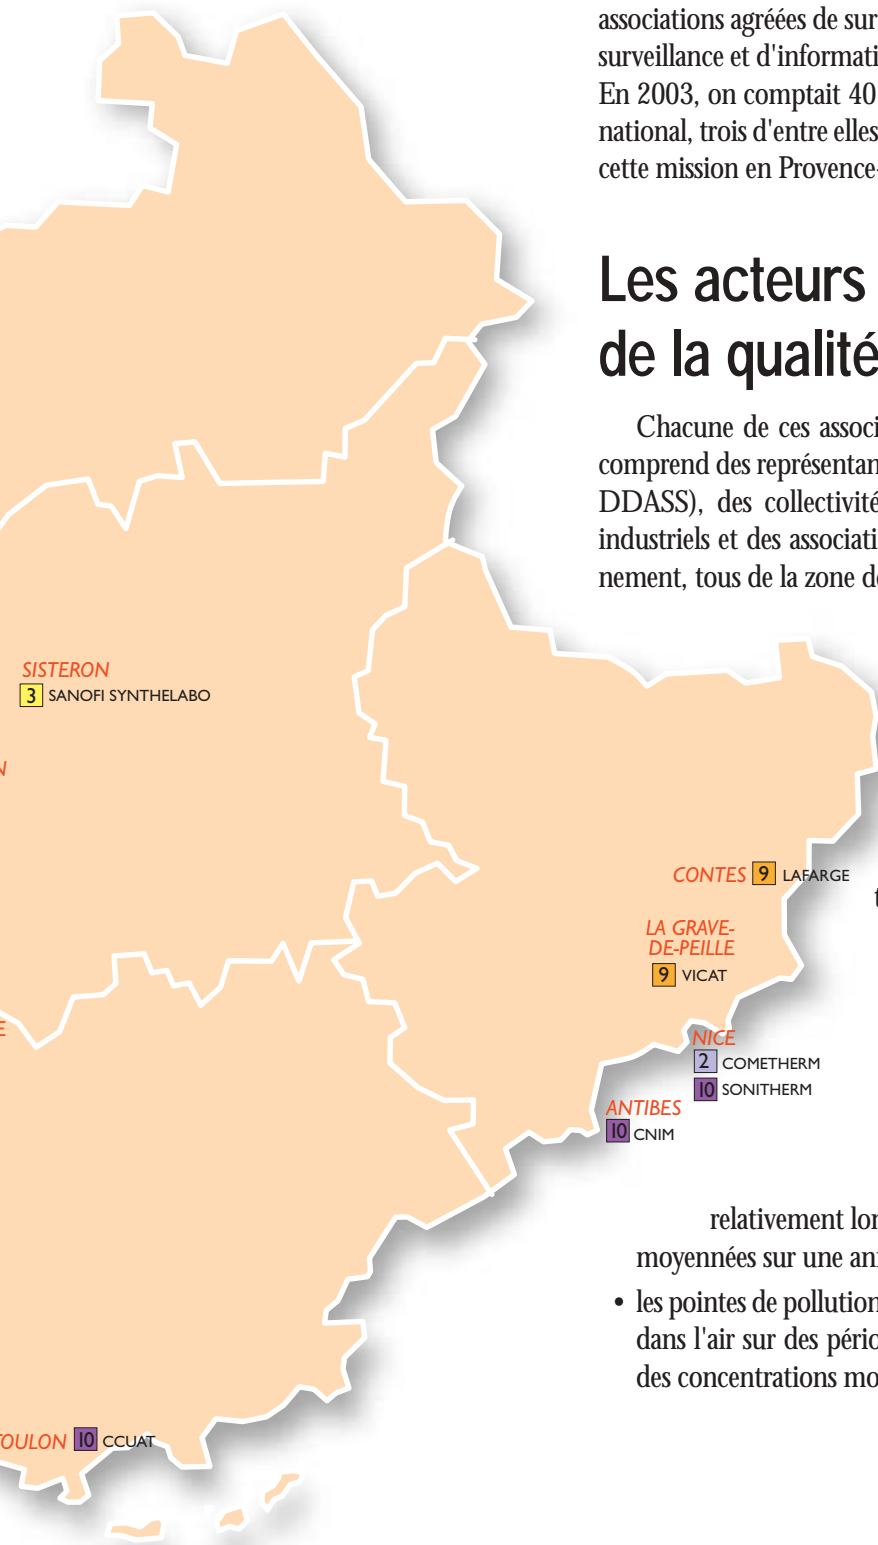 associations agréées de sur
surveillance et d'informati
En 2003, on comptait 40
national, trois d'entre elles
cette mission en Provence-
Les acteurs
de la qualité
Chacune de ces associ
comprend des représentan
DDASS), des collectivité
industriels et des associati
nement, tous de la zone d
SISTERON
3 SANOFI SYNTHELABO
N
CONTES 9 LAFARGE
t
LA GRAVE-
DE-PEILLE
9 VICAT
E
NICE
2 COMETHERM
10 SONITHERM
ANTIBES
10 CNIM
relativement lon
moyennées sur une an
• les pointes de pollution
dans l'air sur des pério
des concentrations mo
OULON 10 CCUAT